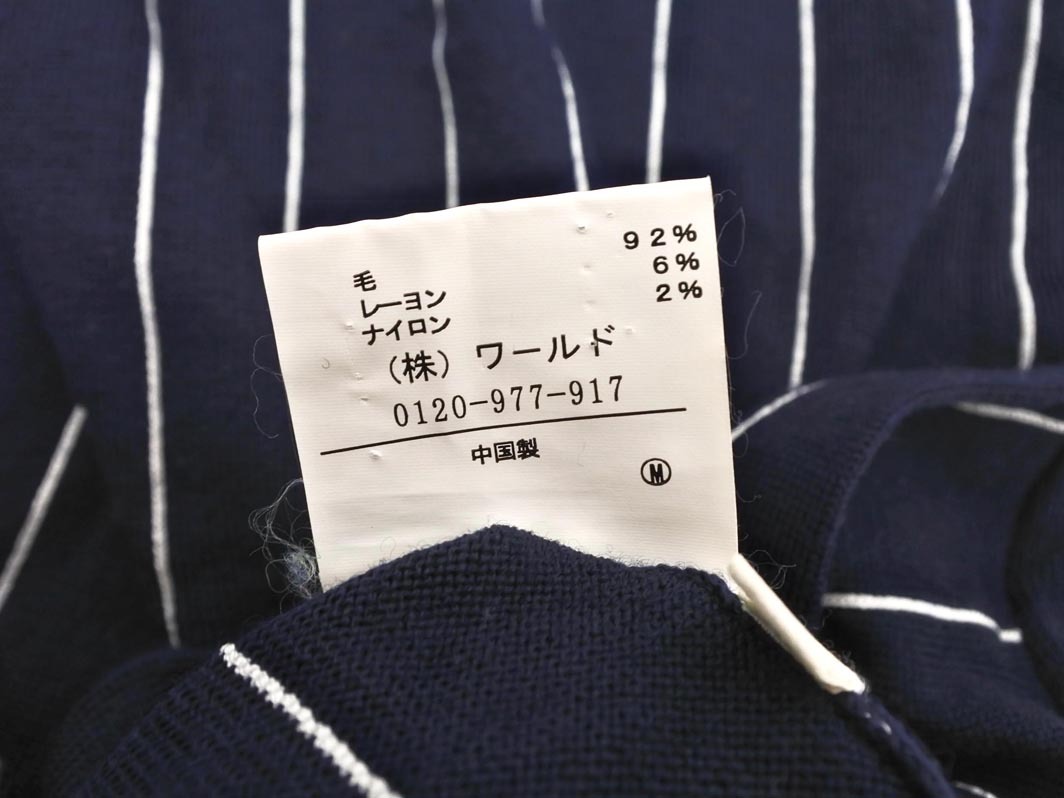 毛 92%
レーヨン 6%
ナイロン 2%
(株) ワールド
0120-977-917
中国製
Ⓜ